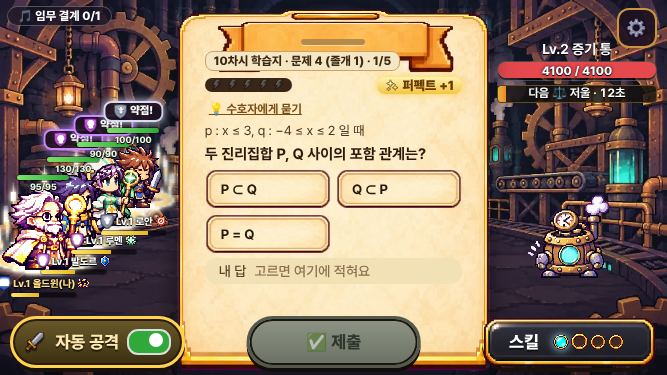 🎵 임무 결계 0/1
10차시 학습지 · 문제 4 (졸개 1) · 1/5
퍼펙트 +1
💡 수호자에게 묻기
p : x ≤ 3, q : −4 ≤ x ≤ 2 일 때
두 진리집합 P, Q 사이의 포함 관계는?
P ⊂ Q
Q ⊂ P
P = Q
내 답 고르면 여기에 적혀요
Lv.2 증기 통
4100 / 4100
다음 ⚖️ 저울 · 12초
약점!
약점!
약점!
100/100
90/90
130/130
95/95
Lv.1 로안
Lv.1 루멘
Lv.1 발도르
Lv.1 올드윈(나)
자동 공격
✅ 제출
스킬